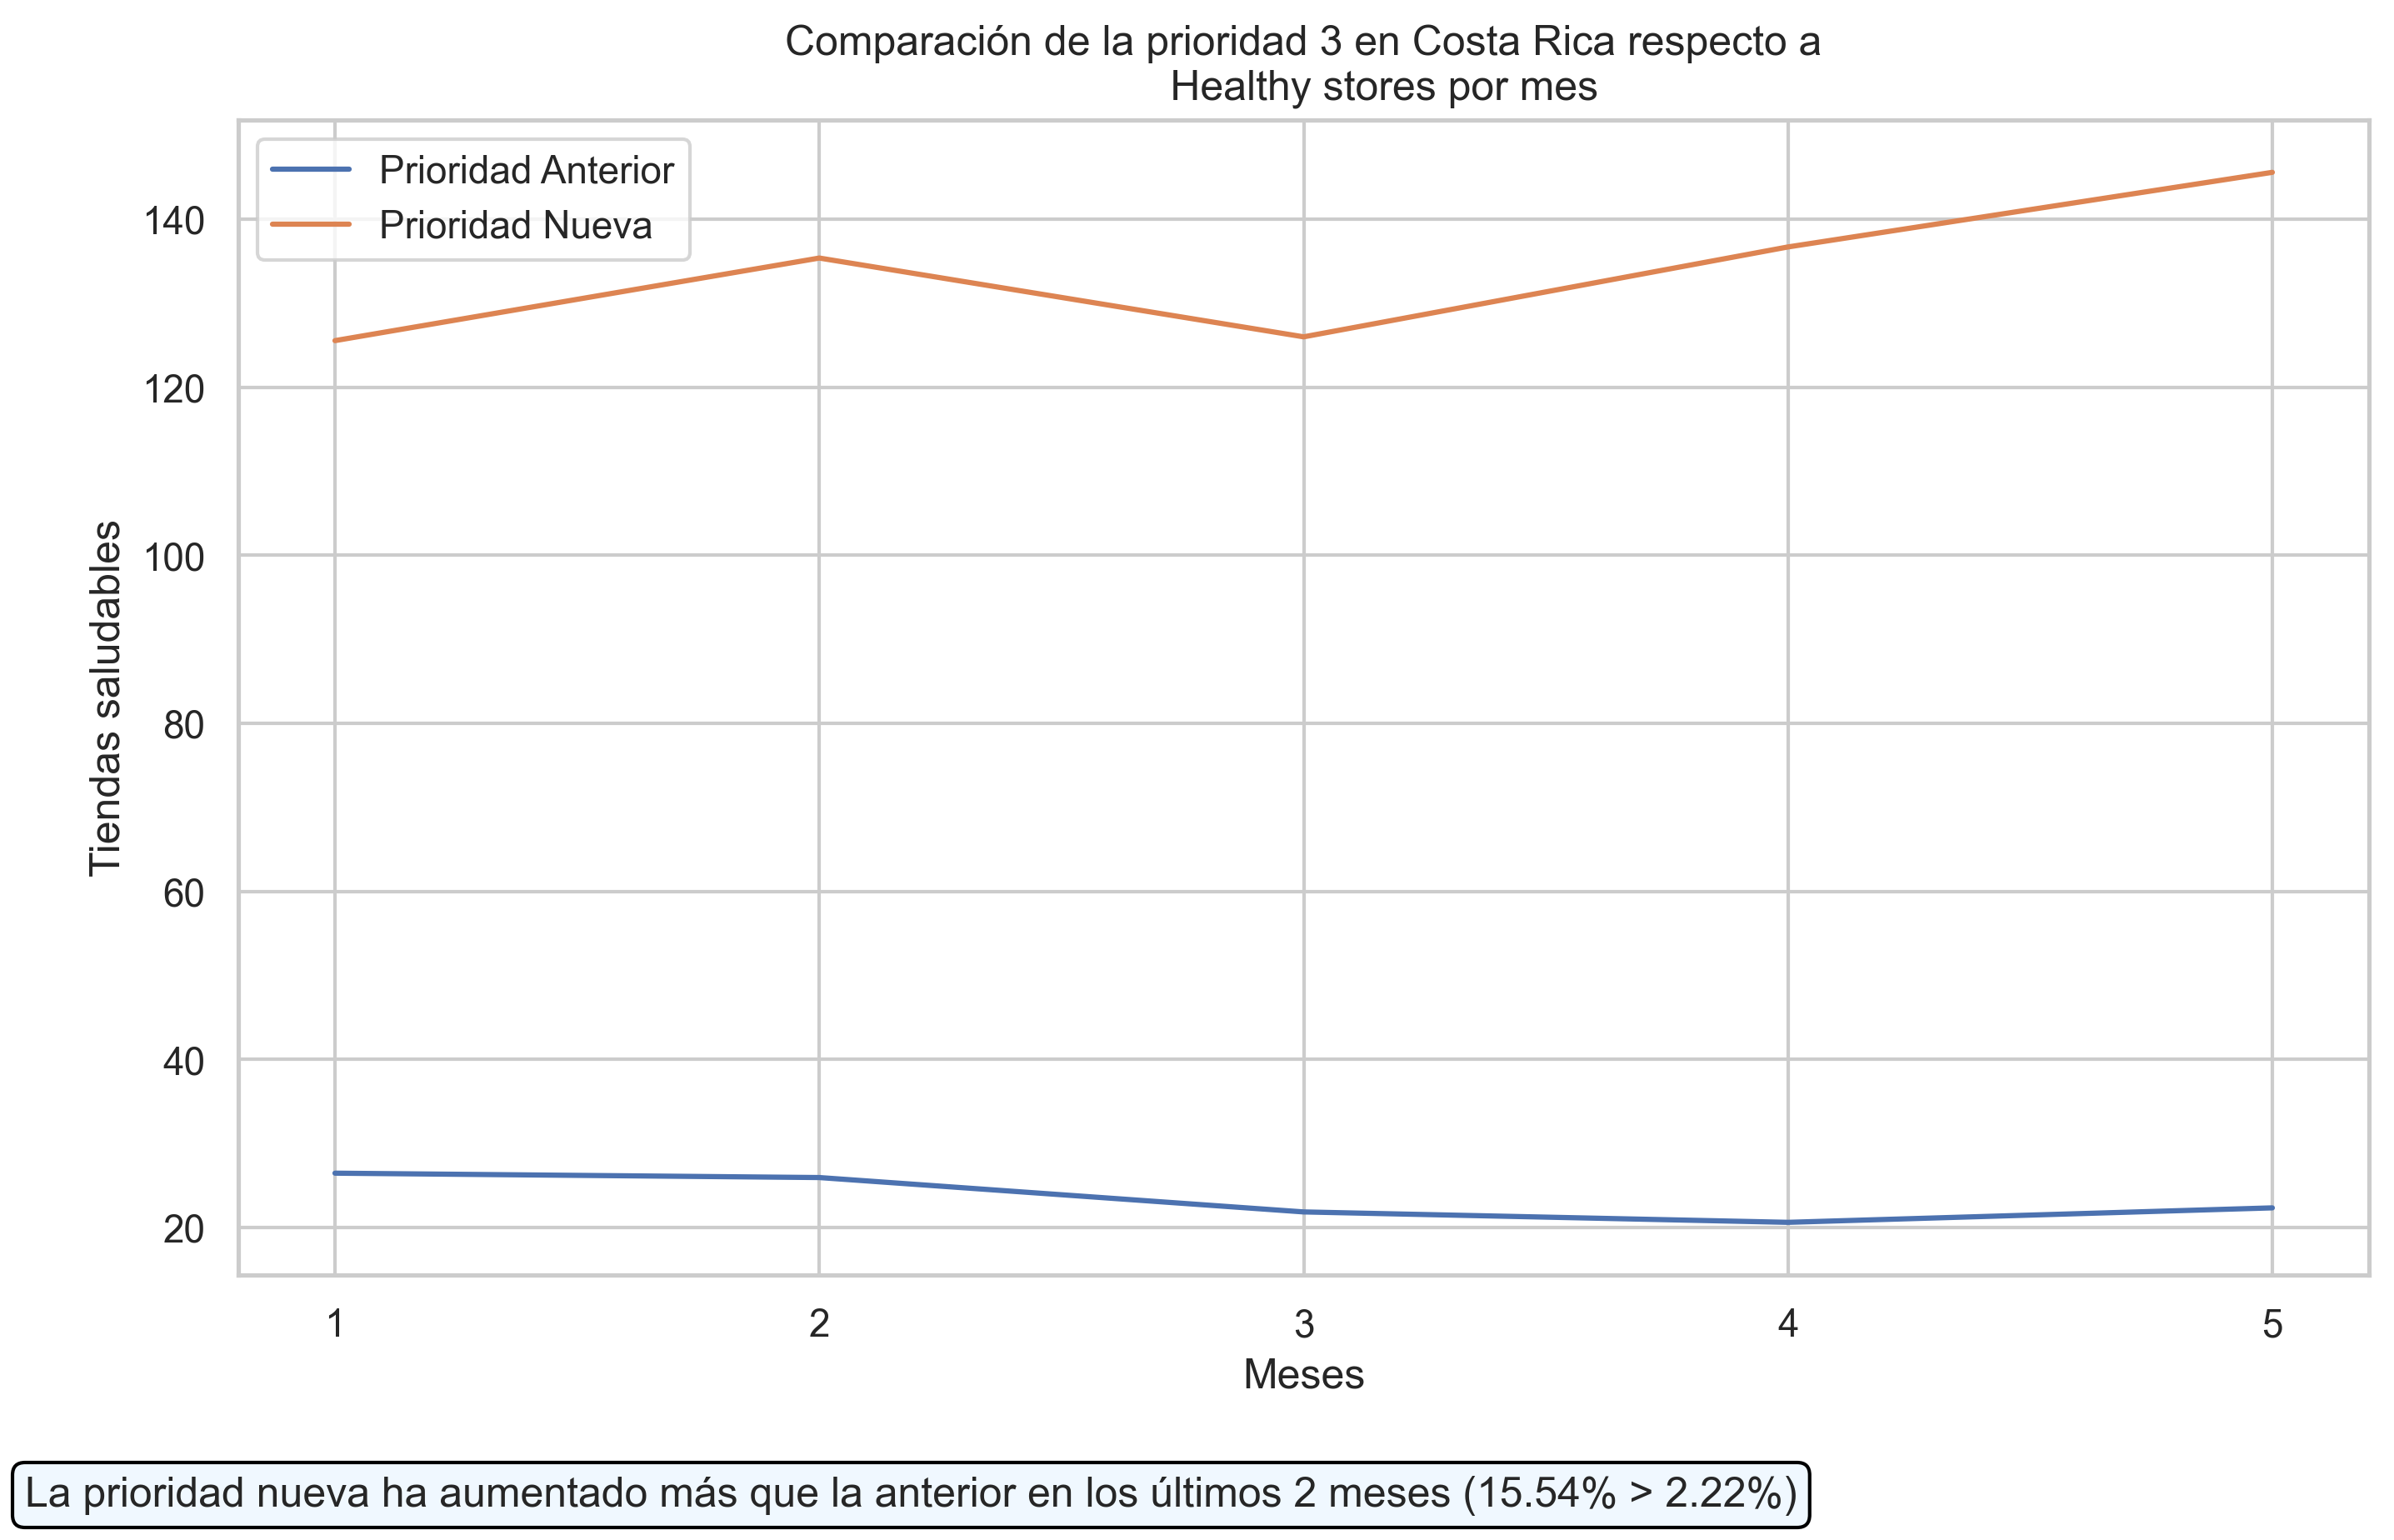 Comparación de la prioridad 3 en Costa Rica respecto a
Healthy stores por mes
Prioridad Anterior
Prioridad Nueva
140
120
100
80
60
40
20
Tiendas saludables
1 2 3 4 5
Meses
La prioridad nueva ha aumentado más que la anterior en los últimos 2 meses (15.54% > 2.22%)